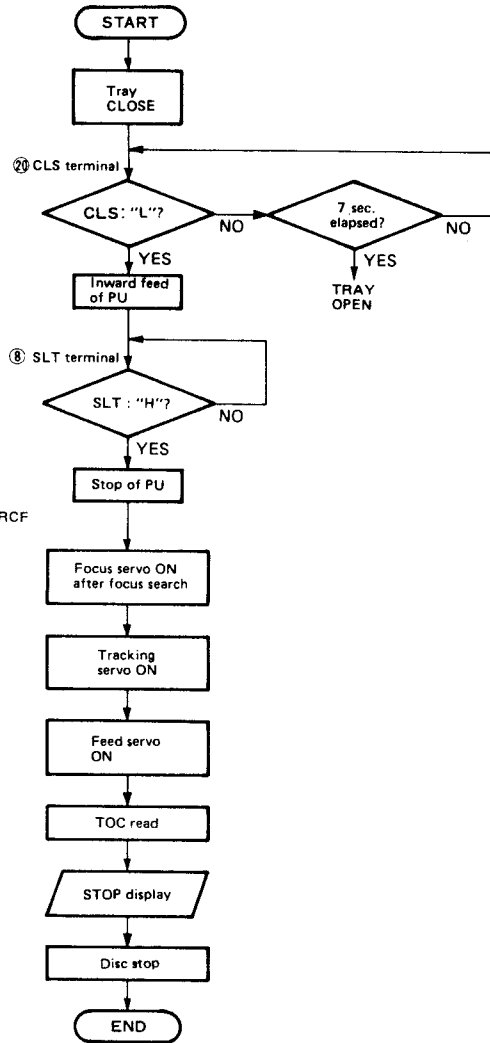 START
Tray
CLOSE
⑳ CLS terminal
CLS: "L"?
NO
7 sec.
elapsed?
NO
YES
YES
TRAY
OPEN
Inward feed
of PU
⑧ SLT terminal
SLT : "H"?
NO
YES
Stop of PU
RCF
Focus servo ON
after focus search
Tracking
servo ON
Feed servo
ON
TOC read
STOP display
Disc stop
END